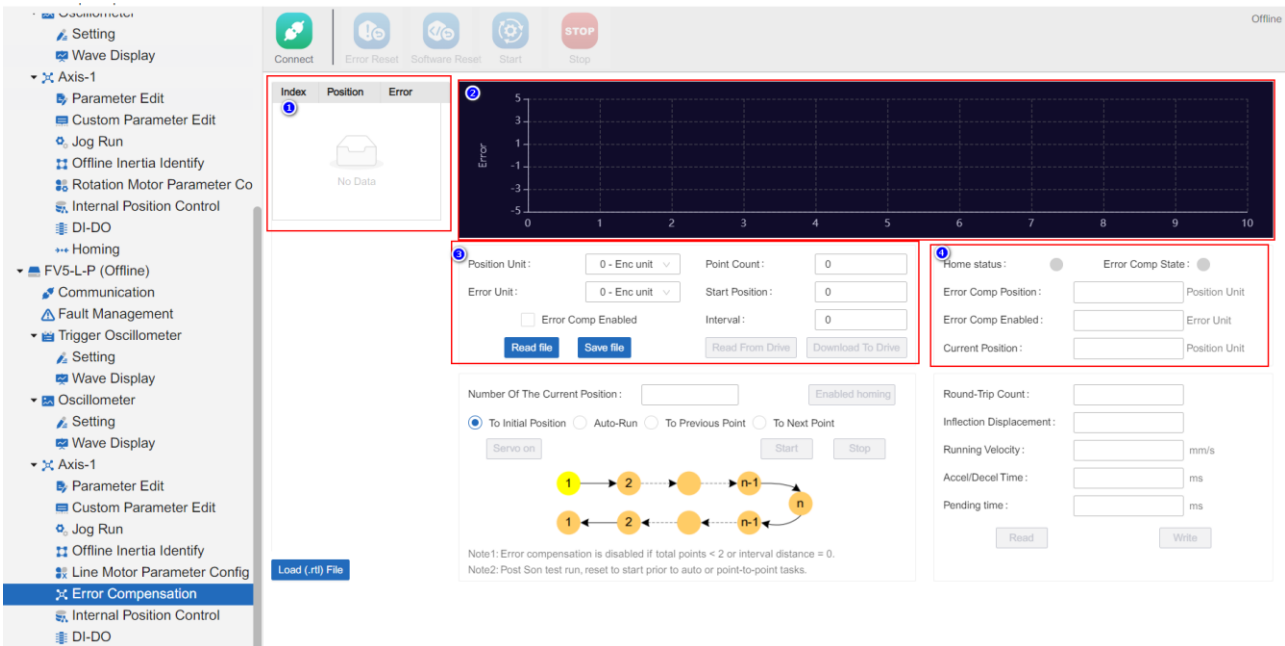 Oscillometer
Setting
Wave Display
Axis-1
Parameter Edit
Custom Parameter Edit
Jog Run
Offline Inertia Identify
Rotation Motor Parameter Co
Internal Position Control
DI-DO
Homing
FV5-L-P (Offline)
Communication
Fault Management
Trigger Oscillometer
Setting
Wave Display
Oscillometer
Setting
Wave Display
Axis-1
Parameter Edit
Custom Parameter Edit
Jog Run
Offline Inertia Identify
Line Motor Parameter Config
Error Compensation
Internal Position Control
DI-DO
STOP
Offline
Connect Error Reset Software Reset Start Stop
Index Position Error
1
No Data
Load (.rtl) File
2
Error
5
3
1
-1
-3
-5
0 1 2 3 4 5 6 7 8 9 10
3
Position Unit : 0 - Enc unit Point Count : 0
Error Unit : 0 - Enc unit Start Position : 0
Error Comp Enabled Interval : 0
Read file Save file Read From Drive Download To Drive
4
Home status : Error Comp State :
Error Comp Position : Position Unit
Error Comp Enabled : Error Unit
Current Position : Position Unit
Number Of The Current Position : Enabled homing
To Initial Position Auto-Run To Previous Point To Next Point
Servo on Start Stop
1 2 n-1
n
1 2 n-1
Note1: Error compensation is disabled if total points < 2 or interval distance = 0.
Note2: Post Son test run, reset to start prior to auto or point-to-point tasks.
Round-Trip Count :
Inflection Displacement :
Running Velocity : mm/s
Accel/Decel Time : ms
Pending time : ms
Read Write